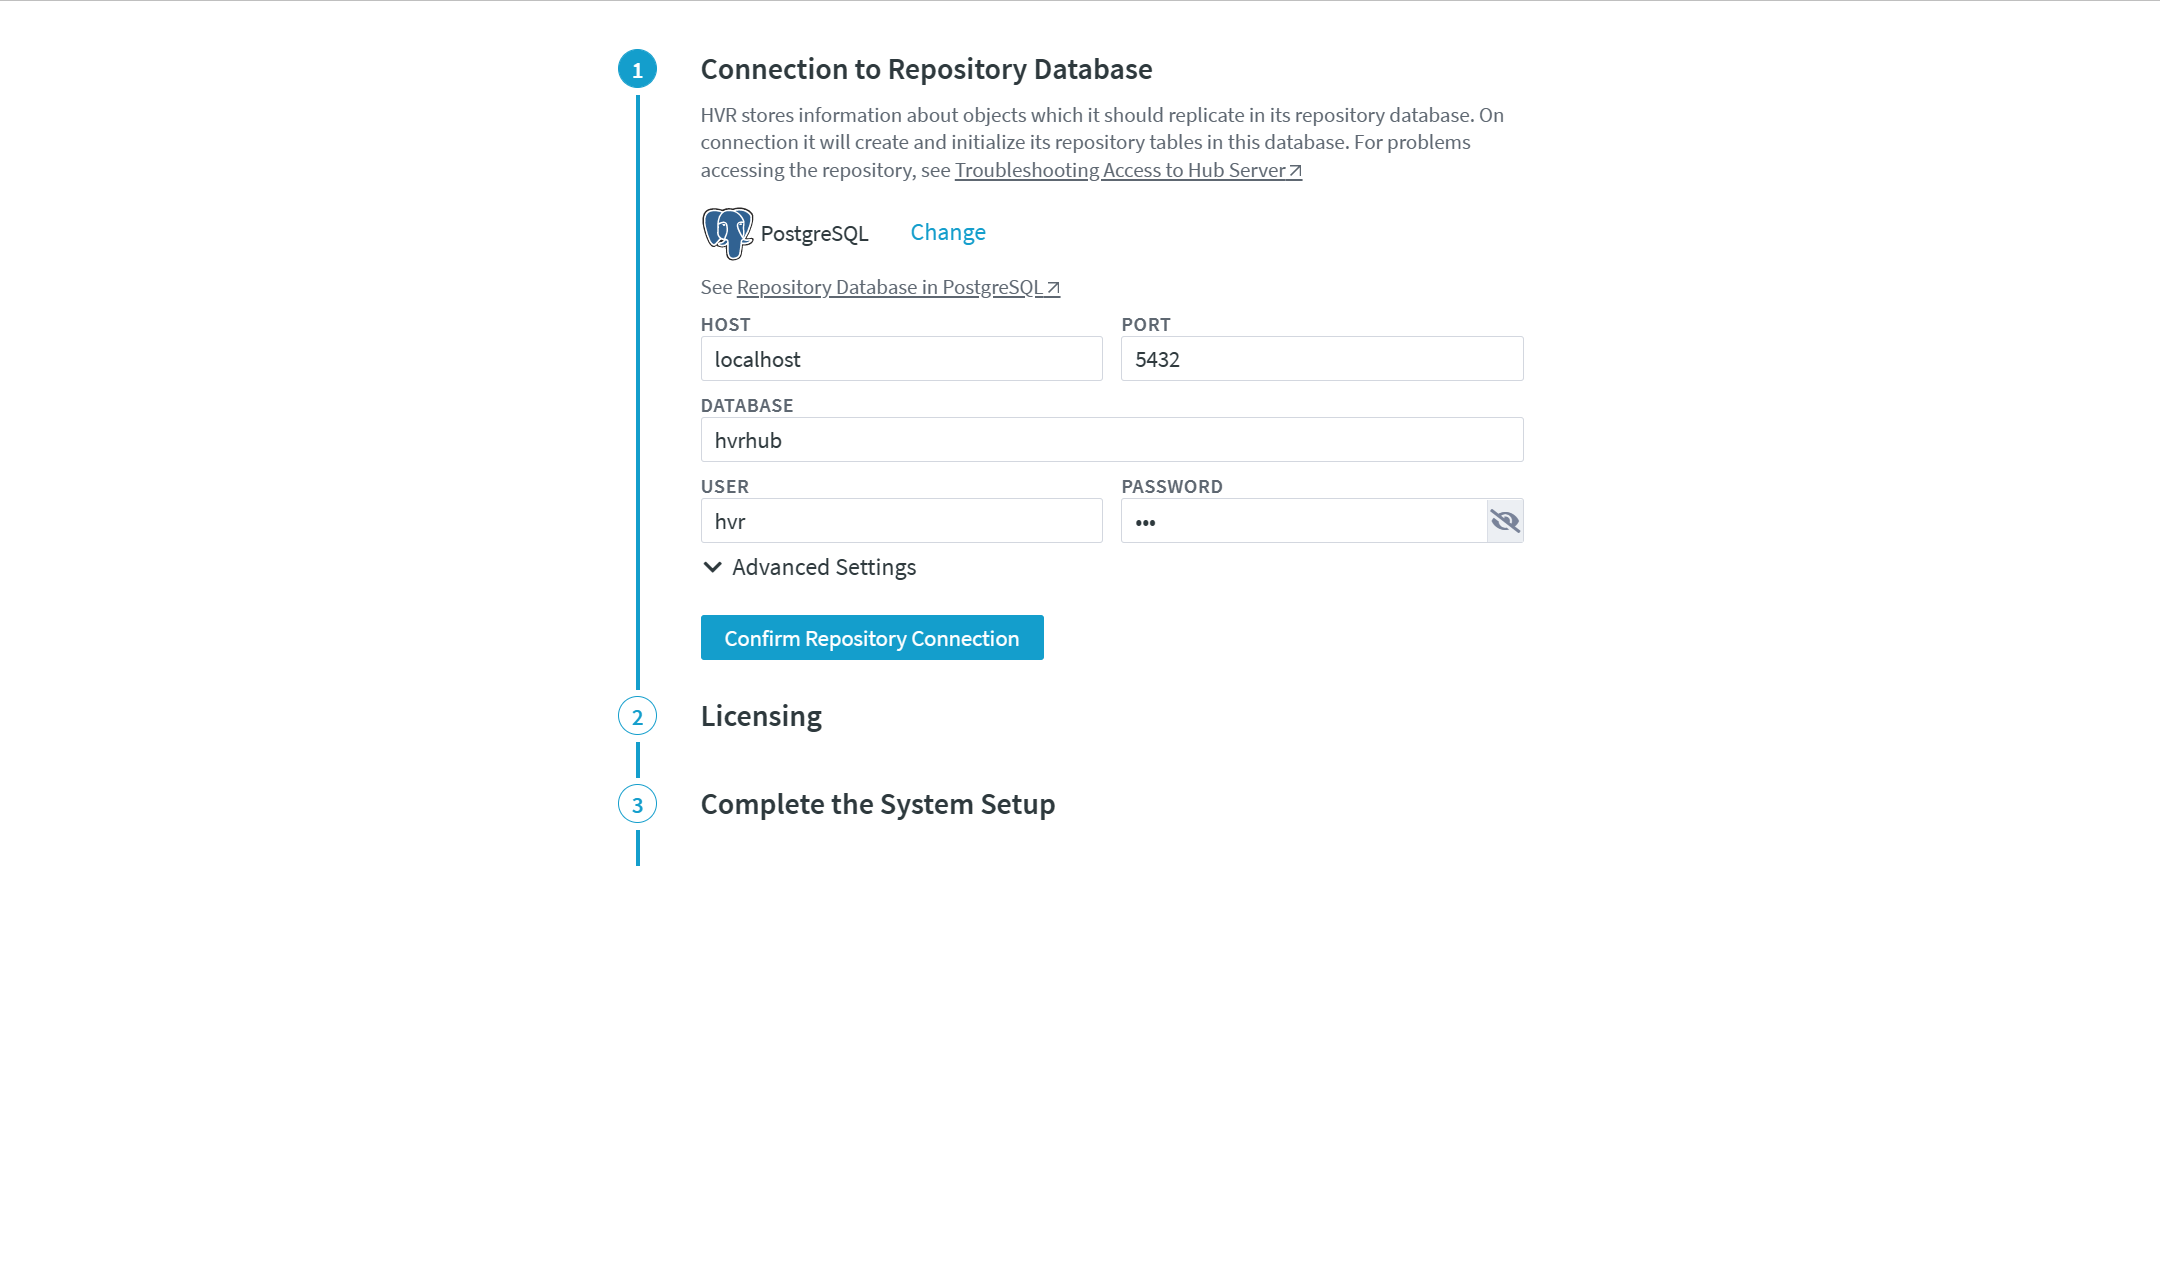 1
Connection to Repository Database
HVR stores information about objects which it should replicate in its repository database. On
connection it will create and initialize its repository tables in this database. For problems
accessing the repository, see Troubleshooting Access to Hub Server
PostgreSQL Change
See Repository Database in PostgreSQL
HOST PORT
localhost 5432
DATABASE
hvrhub
USER PASSWORD
hvr •••
Advanced Settings
Confirm Repository Connection
2 Licensing
3 Complete the System Setup